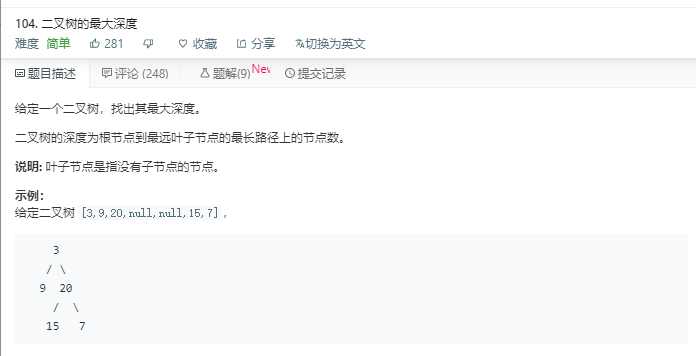 104. 二叉树的最大深度
难度 简单 281 收藏 分享 切换为英文
题目描述 评论 (248) 题解(9) New 提交记录
给定一个二叉树，找出其最大深度。
二叉树的深度为根节点到最远叶子节点的最长路径上的节点数。
说明: 叶子节点是指没有子节点的节点。
示例：
给定二叉树 [3,9,20,null,null,15,7]，
3
/ \
9 20
/ \
15 7